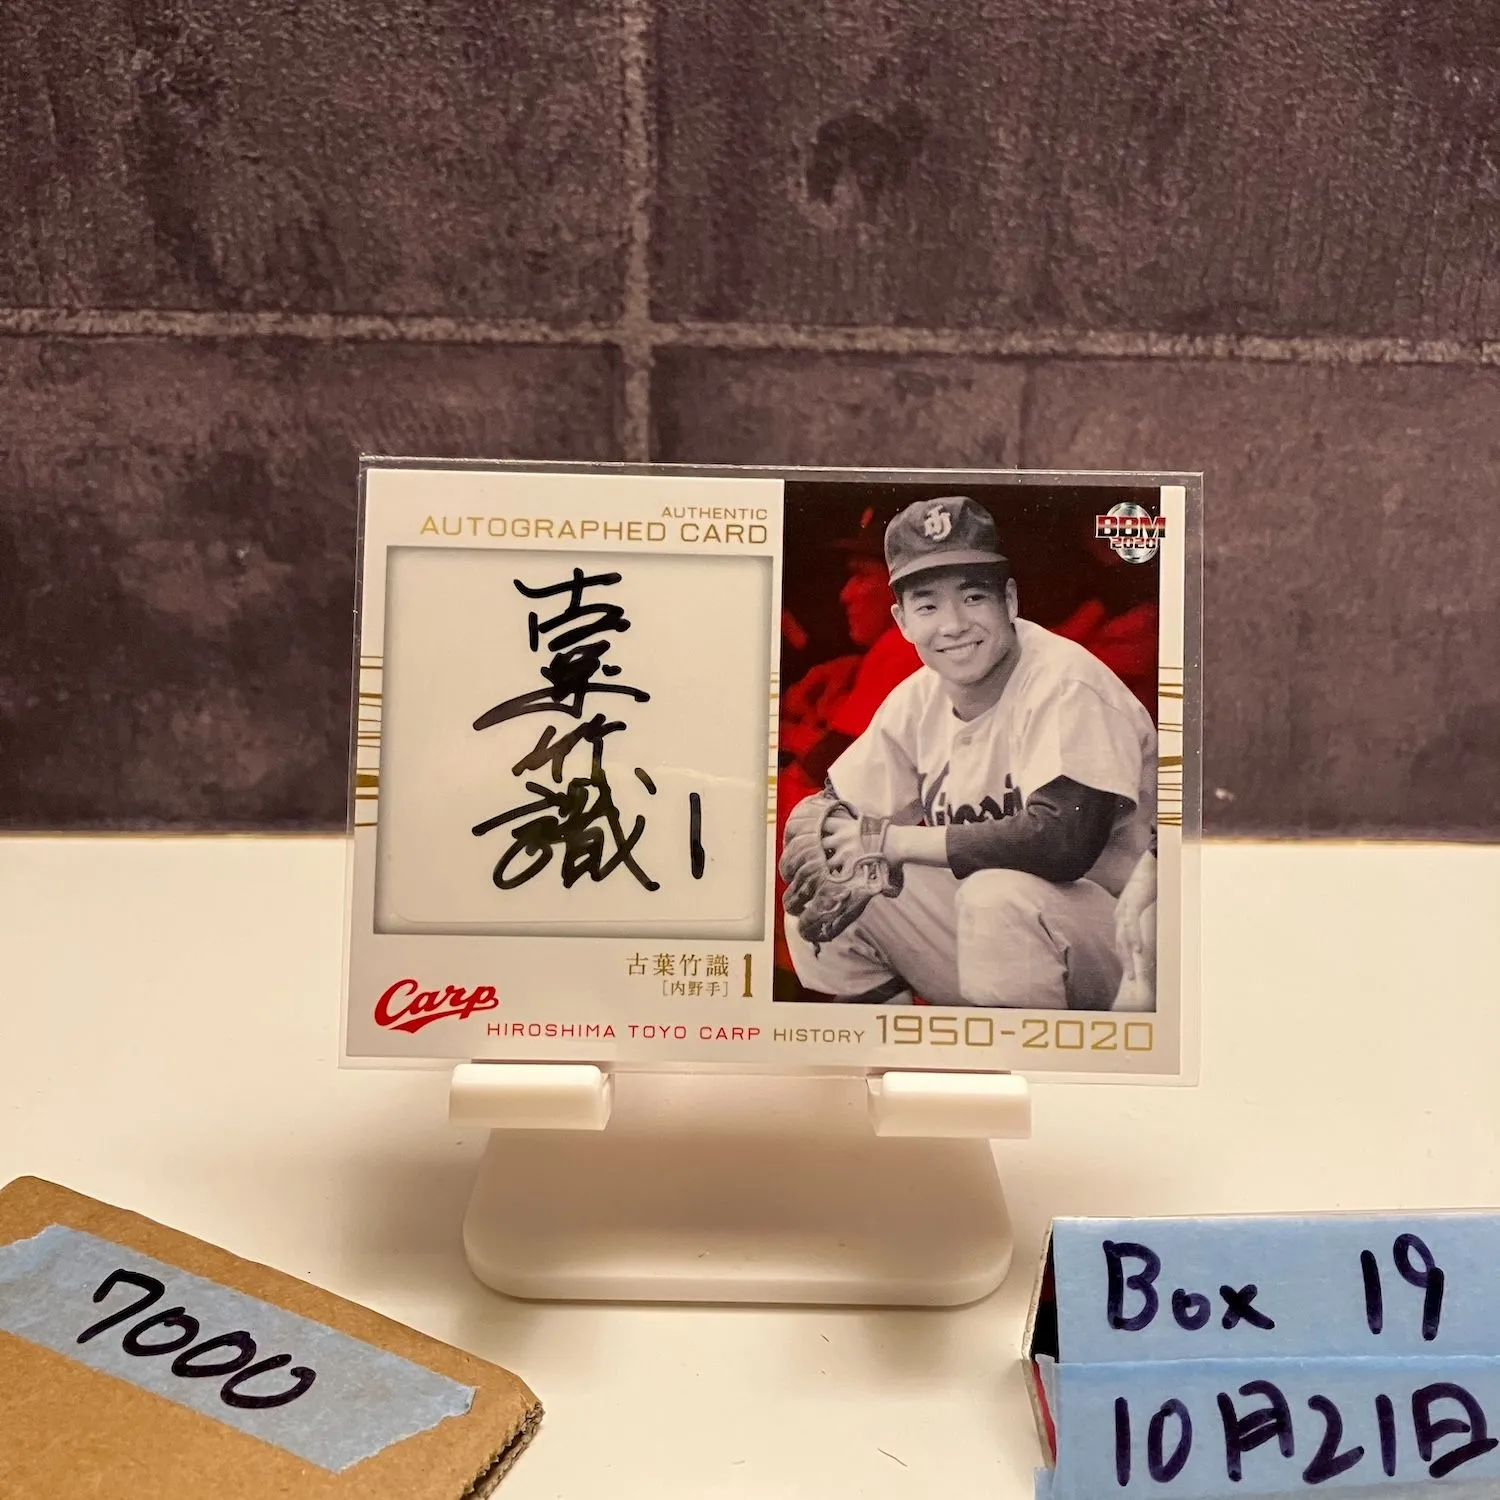 AUTHENTIC
AUTOGRAPHED CARD
BBM
2020
古葉
竹
識 1
古葉竹識 1
[内野手]
Carp
HIROSHIMA TOYO CARP HISTORY 1950-2020
7000
Box 19
10月21日